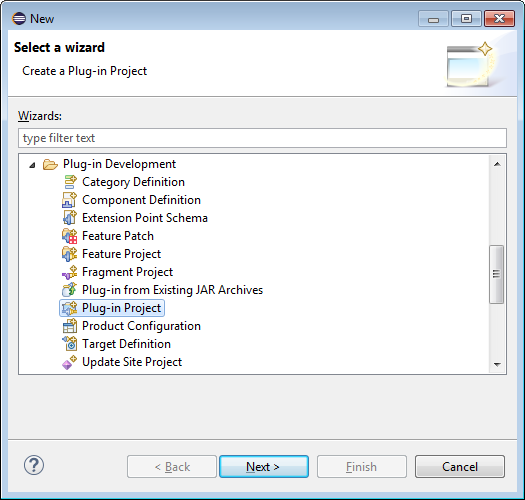 New
Select a wizard
Create a Plug-in Project
Wizards:
type filter text
Plug-in Development
Category Definition
Component Definition
Extension Point Schema
Feature Patch
Feature Project
Fragment Project
Plug-in from Existing JAR Archives
Plug-in Project
Product Configuration
Target Definition
Update Site Project
?
< Back Next > Finish Cancel